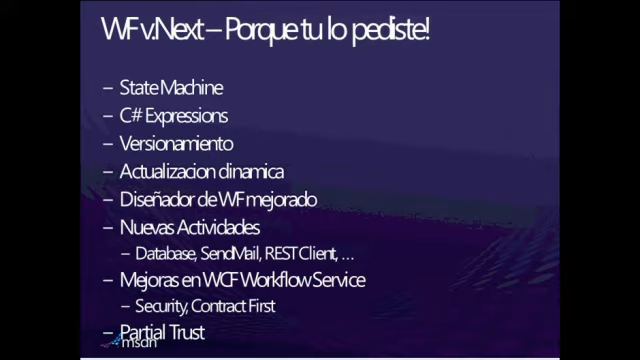 WF v.Next – Porque tu lo pediste!
– State Machine
– C# Expressions
– Versionamiento
– Actualizacion dinamica
– Diseñador de WF mejorado
– Nuevas Actividades
– Database, SendMail, REST Client, …
– Mejoras en WCF Workflow Service
– Security, Contract First
– Partial Trust
msdn